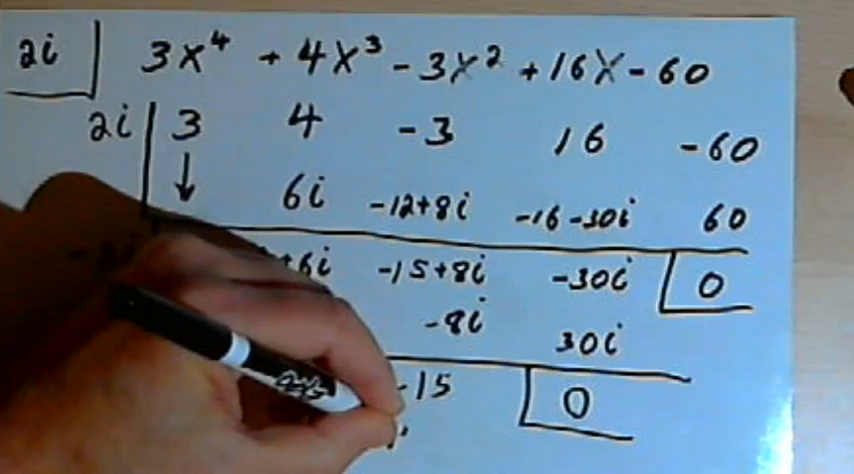 2i 3x⁴ + 4x³ - 3x² + 16x - 60
2i 3 4 -3 16 -60
6i -12+8i -16-30i 60
+6i -15+8i -30i 0
-8i 30i
-15 0